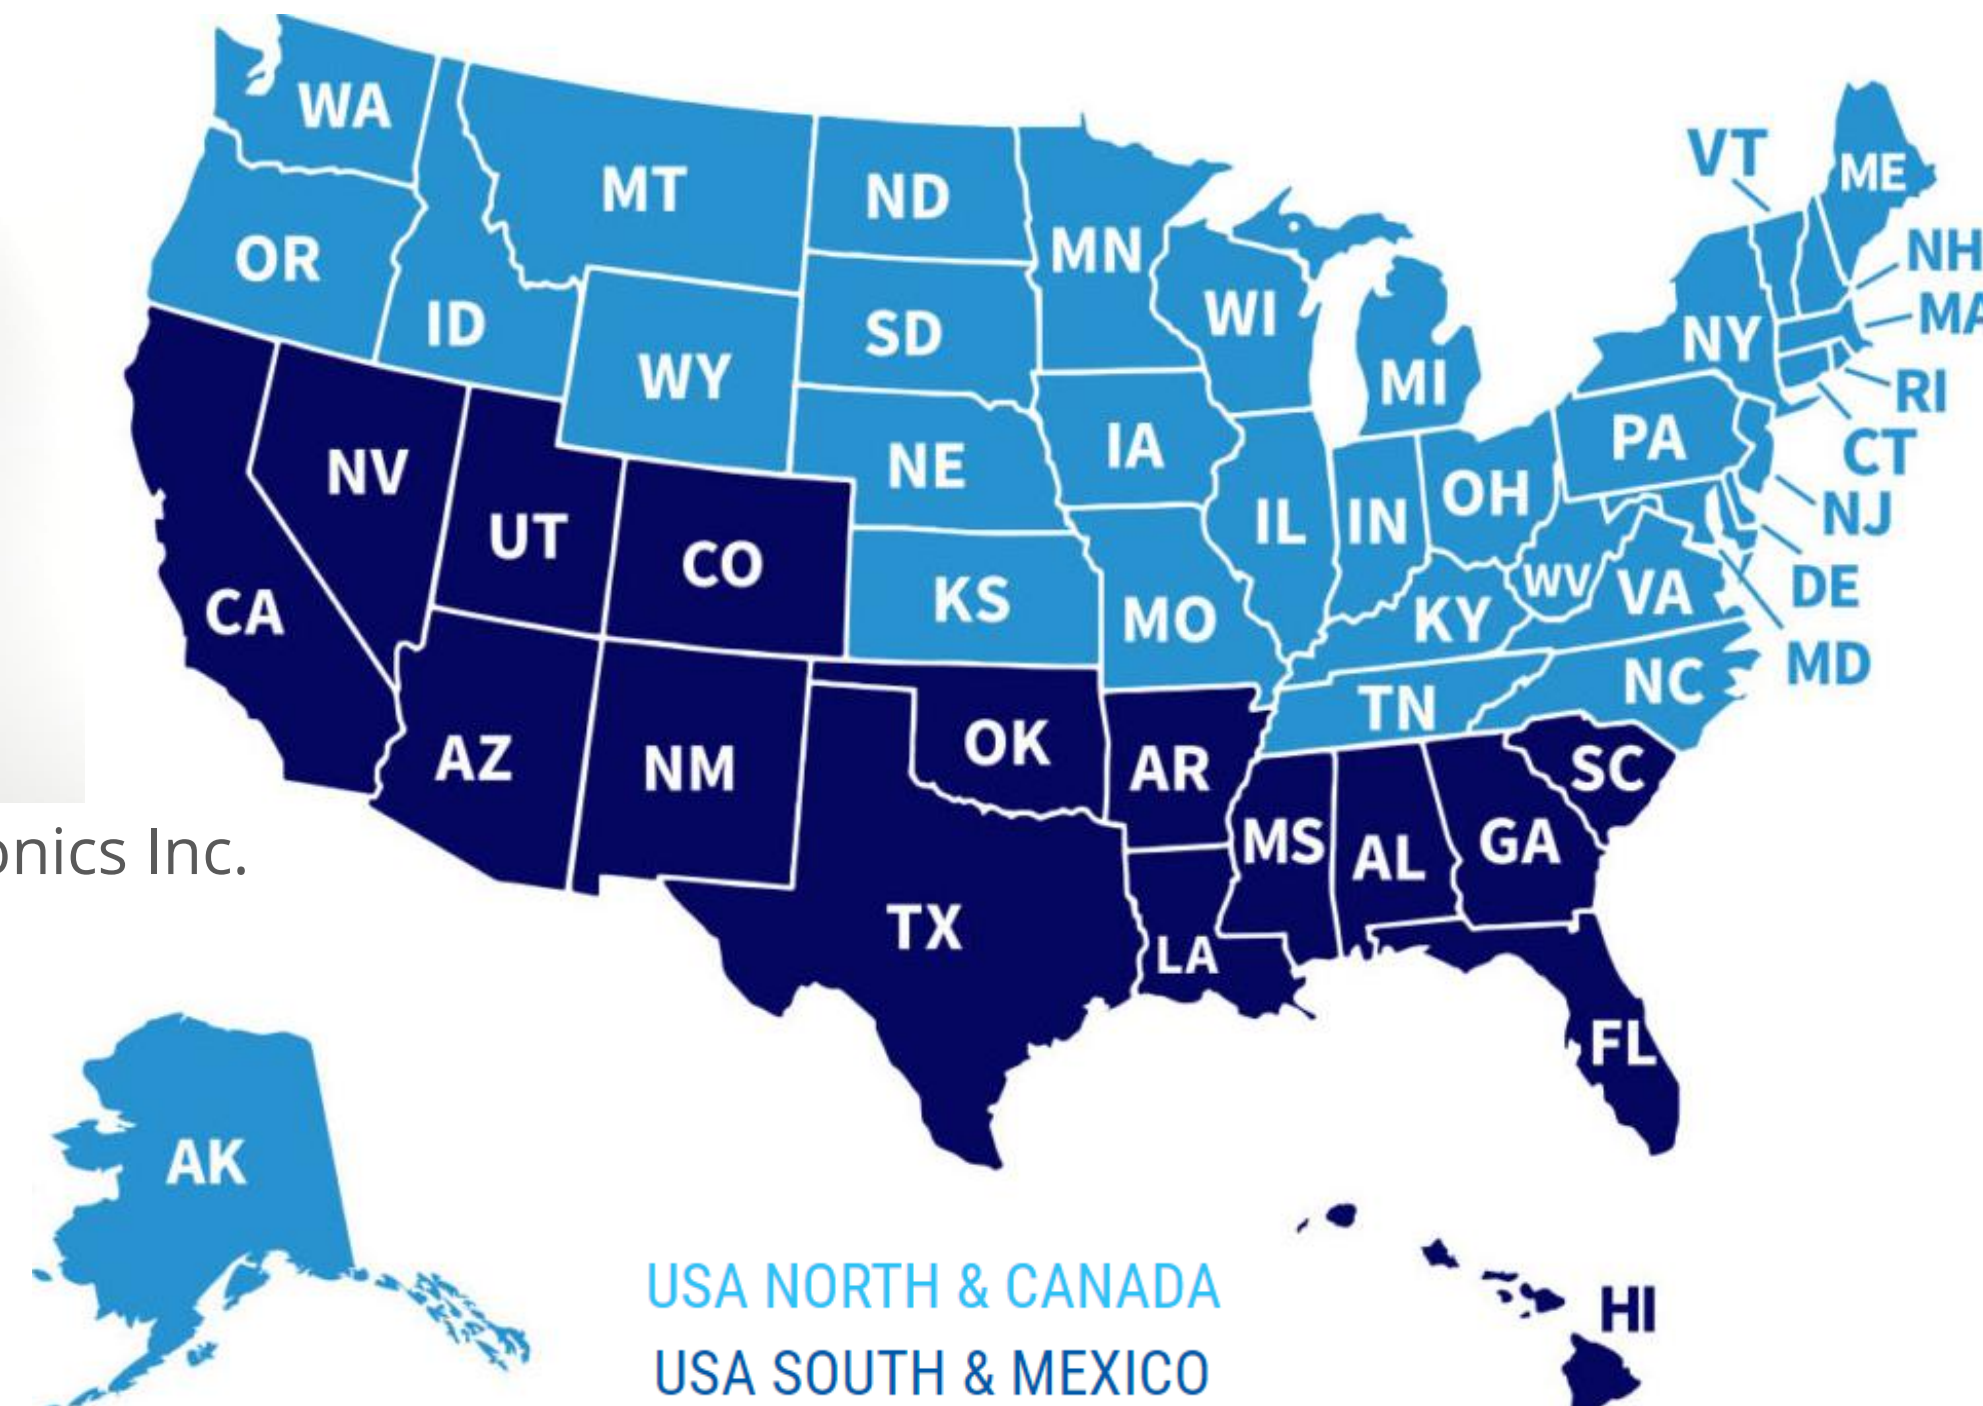 WA
MT
ND
MN
VT
ME
OR
ID
WY
SD
WI
MI
NY
NH
MA
RI
CT
NJ
DE
MD
NV
UT
CO
NE
IA
IL
IN
OH
PA
CA
KS
MO
KY
WV
VA
AZ
NM
OK
AR
TN
NC
SC
TX
LA
MS
AL
GA
FL
onics Inc.
AK
HI
USA NORTH & CANADA
USA SOUTH & MEXICO